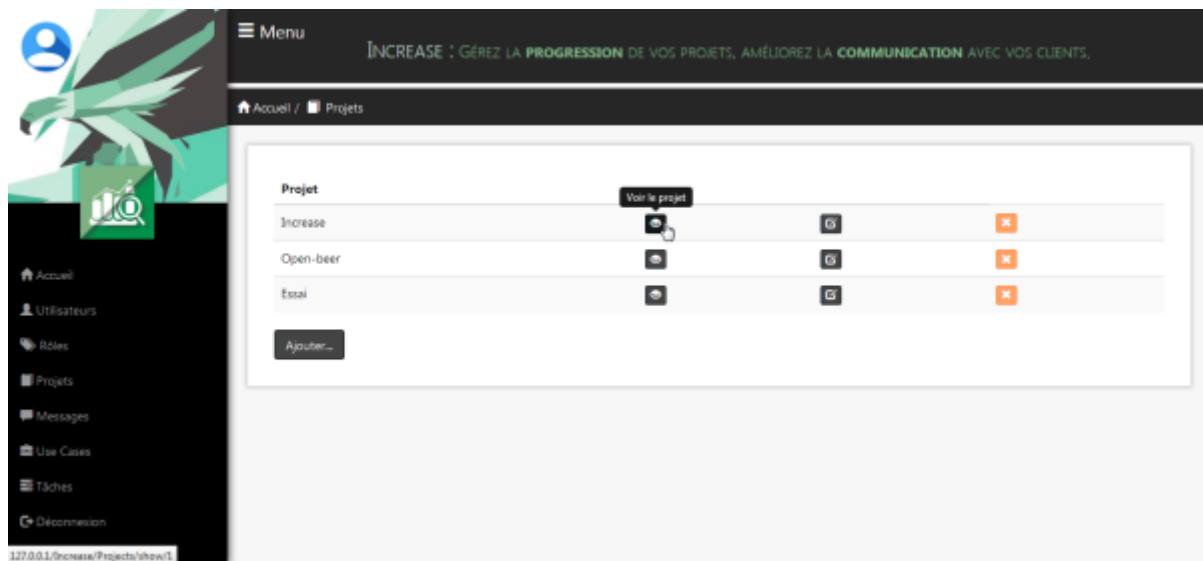 Menu
INCREASE : GÉREZ LA PROGRESSION DE VOS PROJETS, AMÉLIOREZ LA COMMUNICATION AVEC VOS CLIENTS.
Accueil / Projets
Projet
Voir le projet
Increase
Open-beer
Essai
Ajouter...
Accueil
Utilisateurs
Rôles
Projets
Messages
Use Cases
Tâches
Déconnexion
127.0.0.1/Increase/Projects/show/1